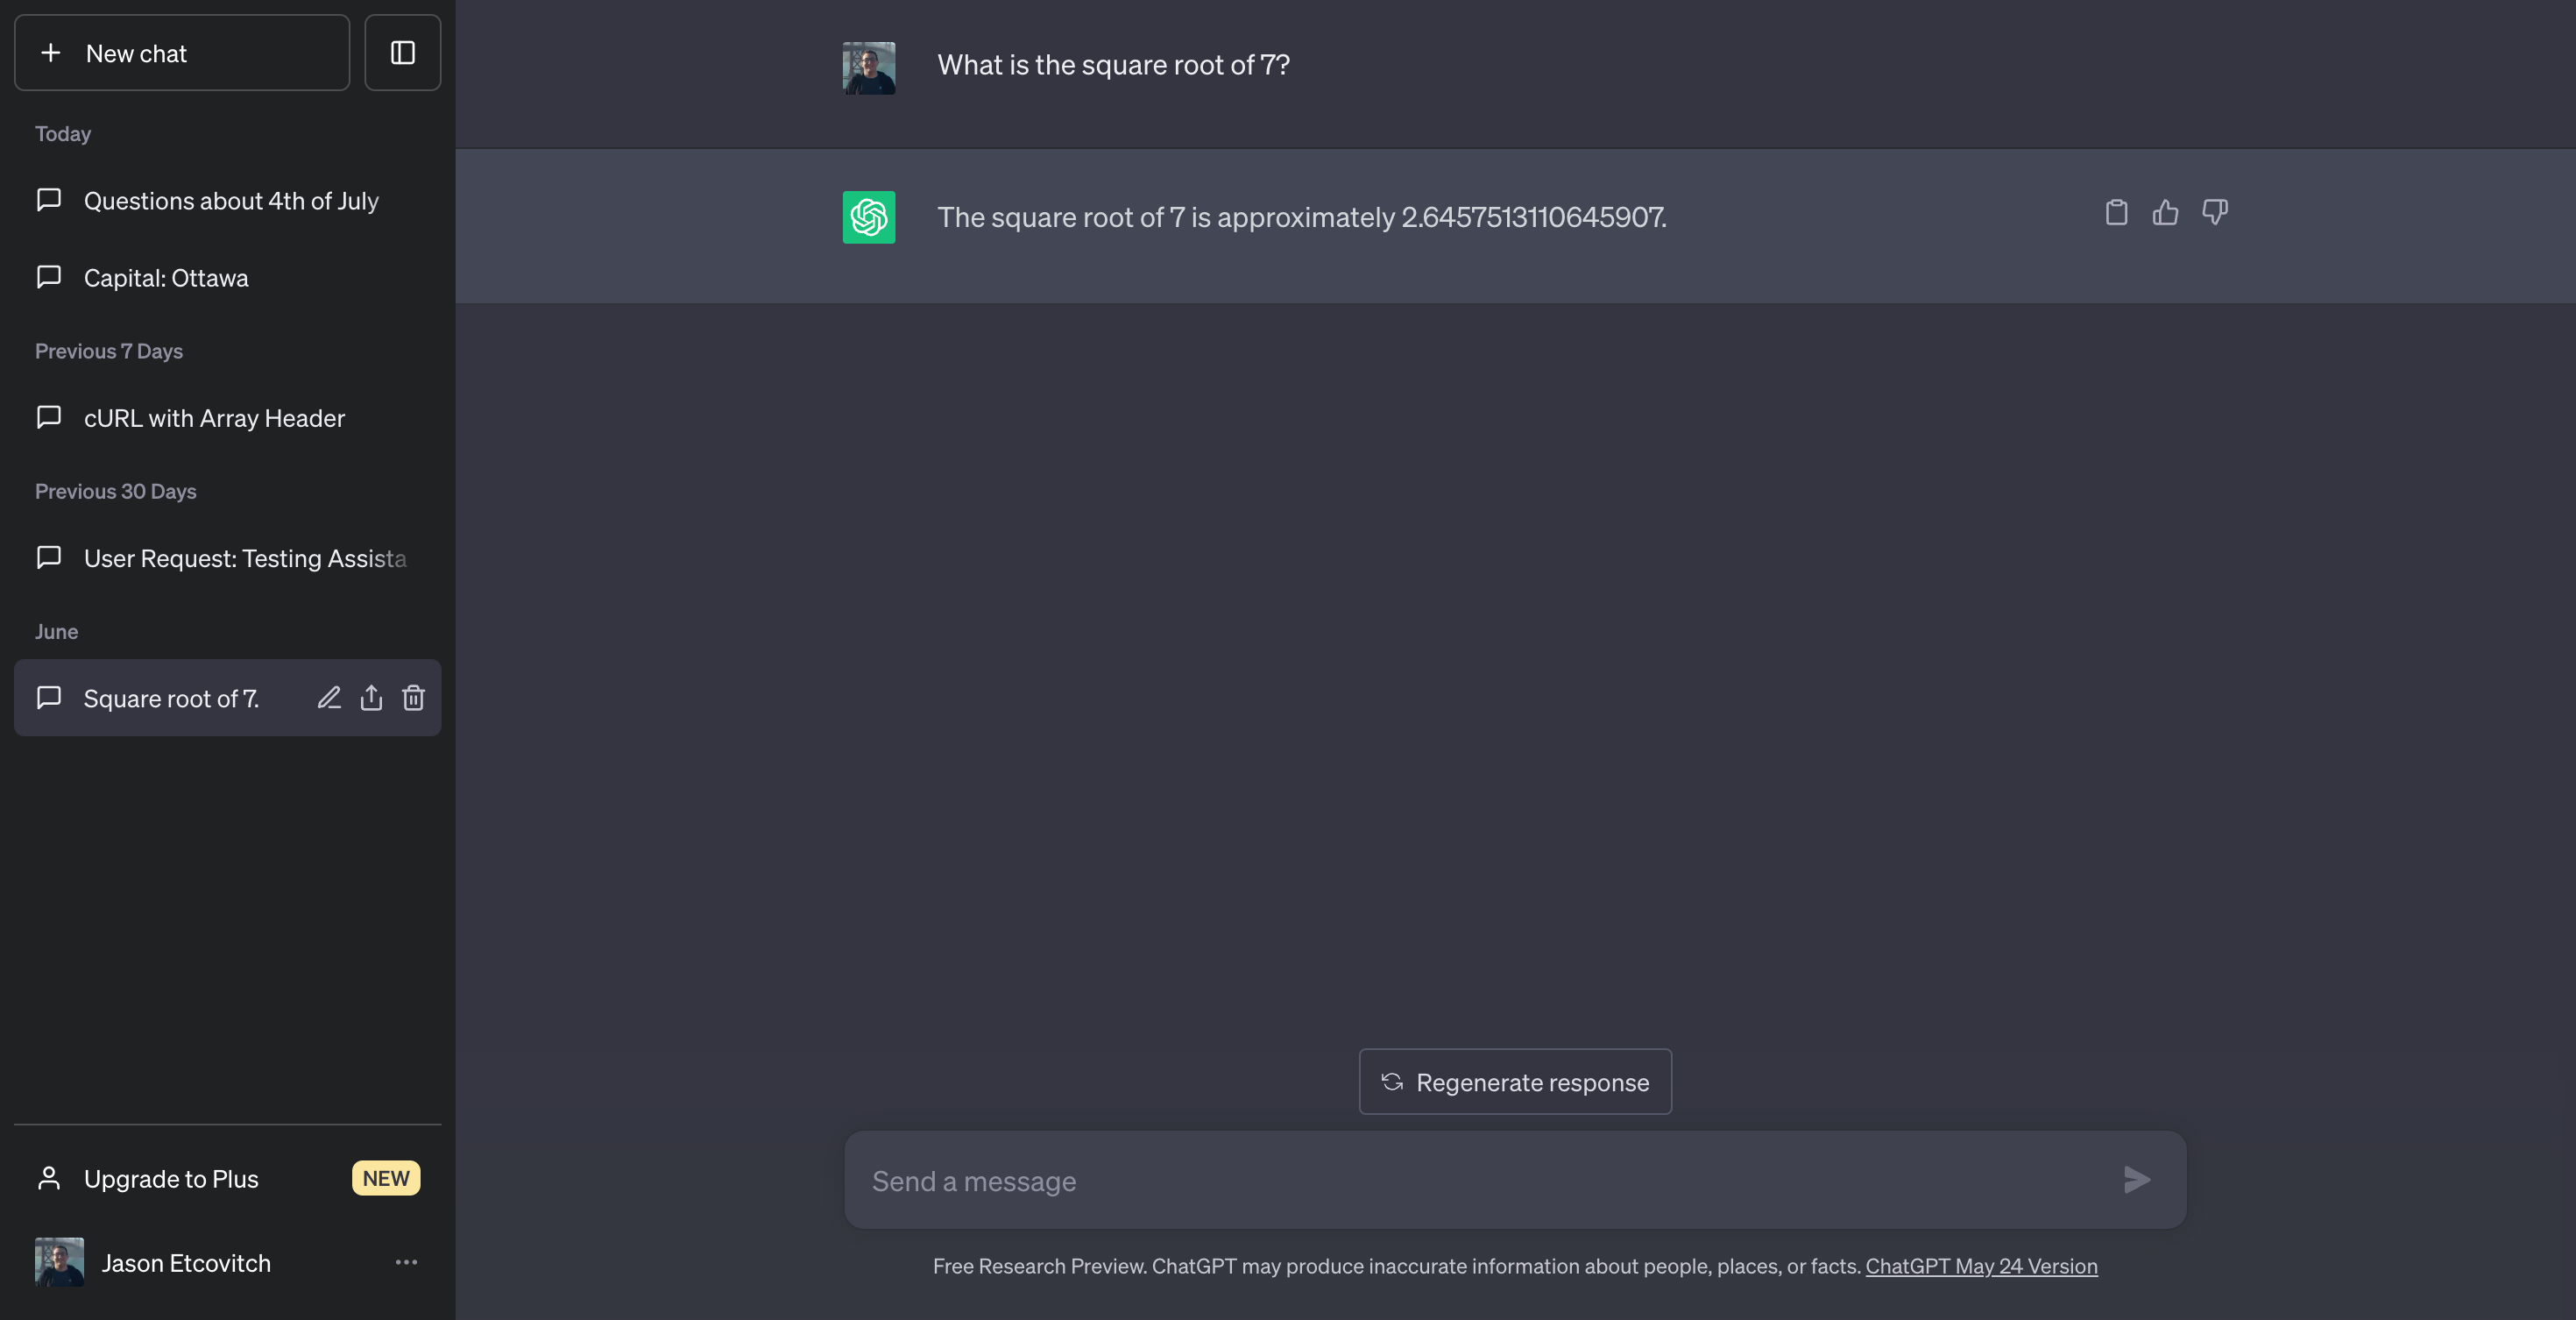 New chat
Today
Questions about 4th of July
Capital: Ottawa
Previous 7 Days
cURL with Array Header
Previous 30 Days
User Request: Testing Assista
June
Square root of 7.
Upgrade to Plus NEW
Jason Etcovitch
What is the square root of 7?
The square root of 7 is approximately 2.6457513110645907.
Regenerate response
Send a message
Free Research Preview. ChatGPT may produce inaccurate information about people, places, or facts. ChatGPT May 24 Version